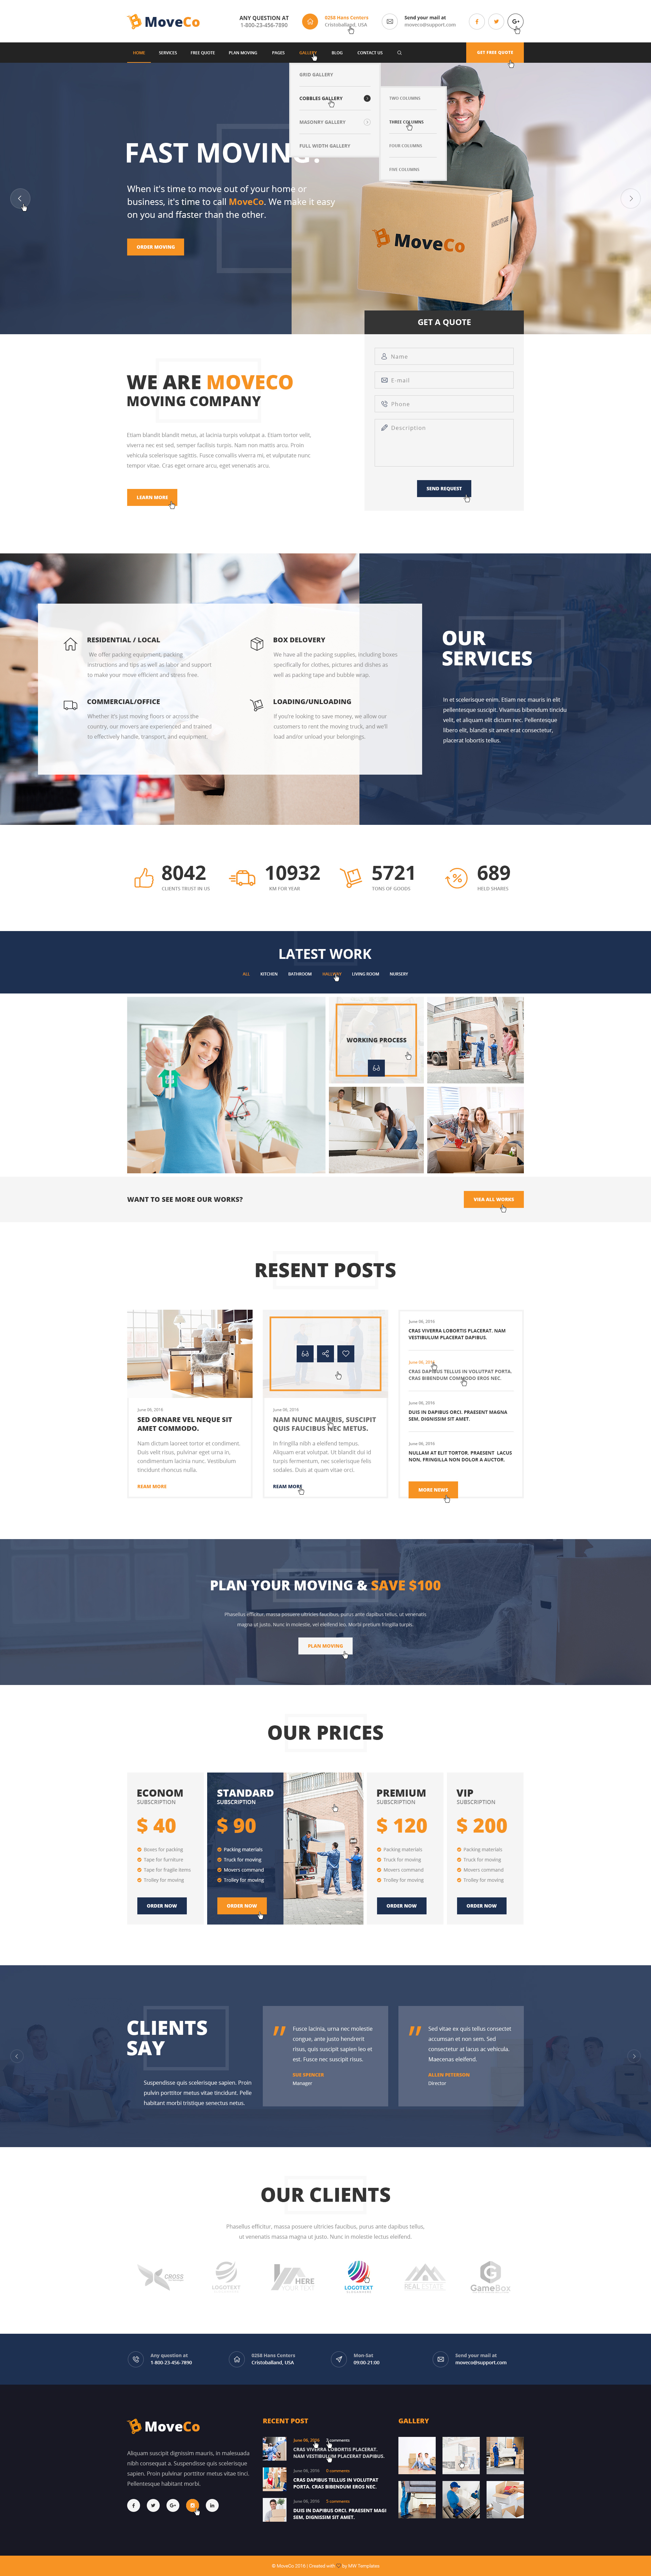 MoveCo
ANY QUESTION AT
1-800-23-456-7890
0258 Hans Centers
Cristoballand, USA
Send your mail at
moveco@support.com
HOME SERVICES FREE QUOTE PLAN MOVING PAGES GALLERY BLOG CONTACT US
GET FREE QUOTE
GRID GALLERY
COBBLES GALLERY
MASONRY GALLERY
FULL WIDTH GALLERY
TWO COLUMNS
THREE COLUMNS
FOUR COLUMNS
FIVE COLUMNS
FAST MOVING!
When it's time to move out of your home or
business, it's time to call MoveCo. We make it easy
on you and ffaster than the other.
ORDER MOVING
MoveCo
GET A QUOTE
Name
E-mail
Phone
Description
SEND REQUEST
WE ARE MOVECO
MOVING COMPANY
Etiam blandit blandit metus, at lacinia turpis volutpat a. Etiam tortor velit,
viverra nec est sed, semper facilisis turpis. Nam non mattis arcu. Proin
vehicula scelerisque sagittis. Fusce convallis viverra mi, et vulputate nunc
tempor vitae. Cras eget ornare arcu, eget venenatis arcu.
LEARN MORE
RESIDENTIAL / LOCAL
We offer packing equipment, packing
instructions and tips as well as labor and support
to make your move efficient and stress free.
BOX DELOVERY
We have all the packing supplies, including boxes
specifically for clothes, pictures and dishes as
well as packing tape and bubble wrap.
COMMERCIAL/OFFICE
Whether it's just moving floors or across the
country, our movers are experienced and trained
to effectively handle, transport, and equipment.
LOADING/UNLOADING
If you're looking to save money, we allow our
customers to rent the moving truck, and we'll
load and/or unload your belongings.
OUR
SERVICES
In et scelerisque enim. Etiam nec mauris in elit
pellentesque suscipit. Vivamus bibendum tincidu
velit, et aliquam elit dictum nec. Pellentesque
libero elit, blandit sit amet erat consectetur,
placerat lobortis tellus.
8042
CLIENTS TRUST IN US
10932
KM FOR YEAR
5721
TONS OF GOODS
689
HELD SHARES
LATEST WORK
ALL KITCHEN BATHROOM HALLWAY LIVING ROOM NURSERY
WORKING PROCESS
WANT TO SEE MORE OUR WORKS?
VISA ALL WORKS
RESENT POSTS
June 06, 2016
SED ORNARE VEL NEQUE SIT
AMET COMMODO.
Nam dictum laoreet tortor et condiment.
Duis velit risus, pulvinar eget urna in,
condimentum lacinia nunc. Vestibulum
tincidunt rhoncus nulla.
REAM MORE
June 06, 2016
NAM NUNC MAURIS, SUSCIPIT
QUIS FAUCIBUS NEC METUS.
In fringilla nibh a eleifend tempus.
Aliquam erat volutpat. Ut blandit dui id
turpis fermentum, nec scelerisque felis
sodales. Duis at quam vitae orci.
REAM MORE
June 06, 2016
CRAS VIVERRA LOBORTIS PLACERAT. NAM
VESTIBULUM PLACERAT DAPIBUS.
June 06, 2016
CRAS DAPIBUS TELLUS IN VOLUTPAT PORTA.
CRAS BIBENDUM COMMODO EROS NEC.
June 06, 2016
DUIS IN DAPIBUS ORCI. PRAESENT MAGNA
SEM, DIGNISSIM SIT AMET.
June 06, 2016
NULLAM AT ELIT TORTOR. PRAESENT LACUS
NON, FRINGILLA NON DOLOR A AUCTOR.
MORE NEWS
PLAN YOUR MOVING & SAVE $100
Phasellus efficitur, massa posuere ultricies faucibus, purus ante dapibus dui, ut venenatis
magna ut justo. Nunc in molestie, vel eleifend leo. Morbi pretium fringilla turpis.
PLAN MOVING
OUR PRICES
ECONOM
SUBSCRIPTION
$ 40
Boxes for packing
Tape for furniture
Tape for fragile items
Trolley for moving
ORDER NOW
STANDARD
SUBSCRIPTION
$ 90
Packing materials
Truck for moving
Movers command
Trolley for moving
ORDER NOW
PREMIUM
SUBSCRIPTION
$ 120
Packing materials
Truck for moving
Movers command
Trolley for moving
ORDER NOW
VIP
SUBSCRIPTION
$ 200
Packing materials
Truck for moving
Movers command
Trolley for moving
ORDER NOW
CLIENTS
SAY
Suspendisse quis scelerisque sapien. Proin
pulvin porttitor metus vitae tincidunt. Pelle
habitant morbi tristique senectus netus.
Fusce lacinia, urna nec molestie
congue, ante justo hendrerit
risus, quis suscipit sapien leo et
est. Fusce nec suscipit risus.
SUE SPENCER
Manager
Sed vitae ex quis tellus consectet
accumsan et non sem. Sed
consectetur at lacus ac vehicula.
Maecenas eleifend.
ALLEN PETERSON
Director
OUR CLIENTS
Phasellus efficitur, massa posuere ultricies faucibus, purus dapibus dapibus,
ut venenatis massa magna ut justo. Nunc in molestie lectus eleifend.
CROSS
LOGOTEXT
HERE
LOGOTEXT
REAL ESTATE
GameBox
Any question at
1-800-23-456-7890
0258 Hans Centers
Cristoballand, USA
Mon-Sat
09:00-21:00
Send your mail at
moveco@support.com
MoveCo
Aliquam suscipit dignissim mauris, in malesuada
nibh consequat a. Suspendisse quis scelerisque
sapien. Proin pulvinar porttitor metus vitae tinci.
Pellentesque habitant morbi.
RECENT POST
June 06, 2016 3 comments
CRAS VIVERRA LOBORTIS PLACERAT.
NAM VESTIBULUM PLACERAT DAPIBUS.
June 06, 2016 0 comments
CRAS DAPIBUS TELLUS IN VOLUTPAT
PORTA. CRAS BIBENDUM EROS NEC.
June 06, 2016 5 comments
DUIS IN DAPIBUS ORCI. PRAESENT MAGI
SEM, DIGNISSIM SIT AMET.
GALLERY
© MoveCo 2016 / Created with by MW Templates